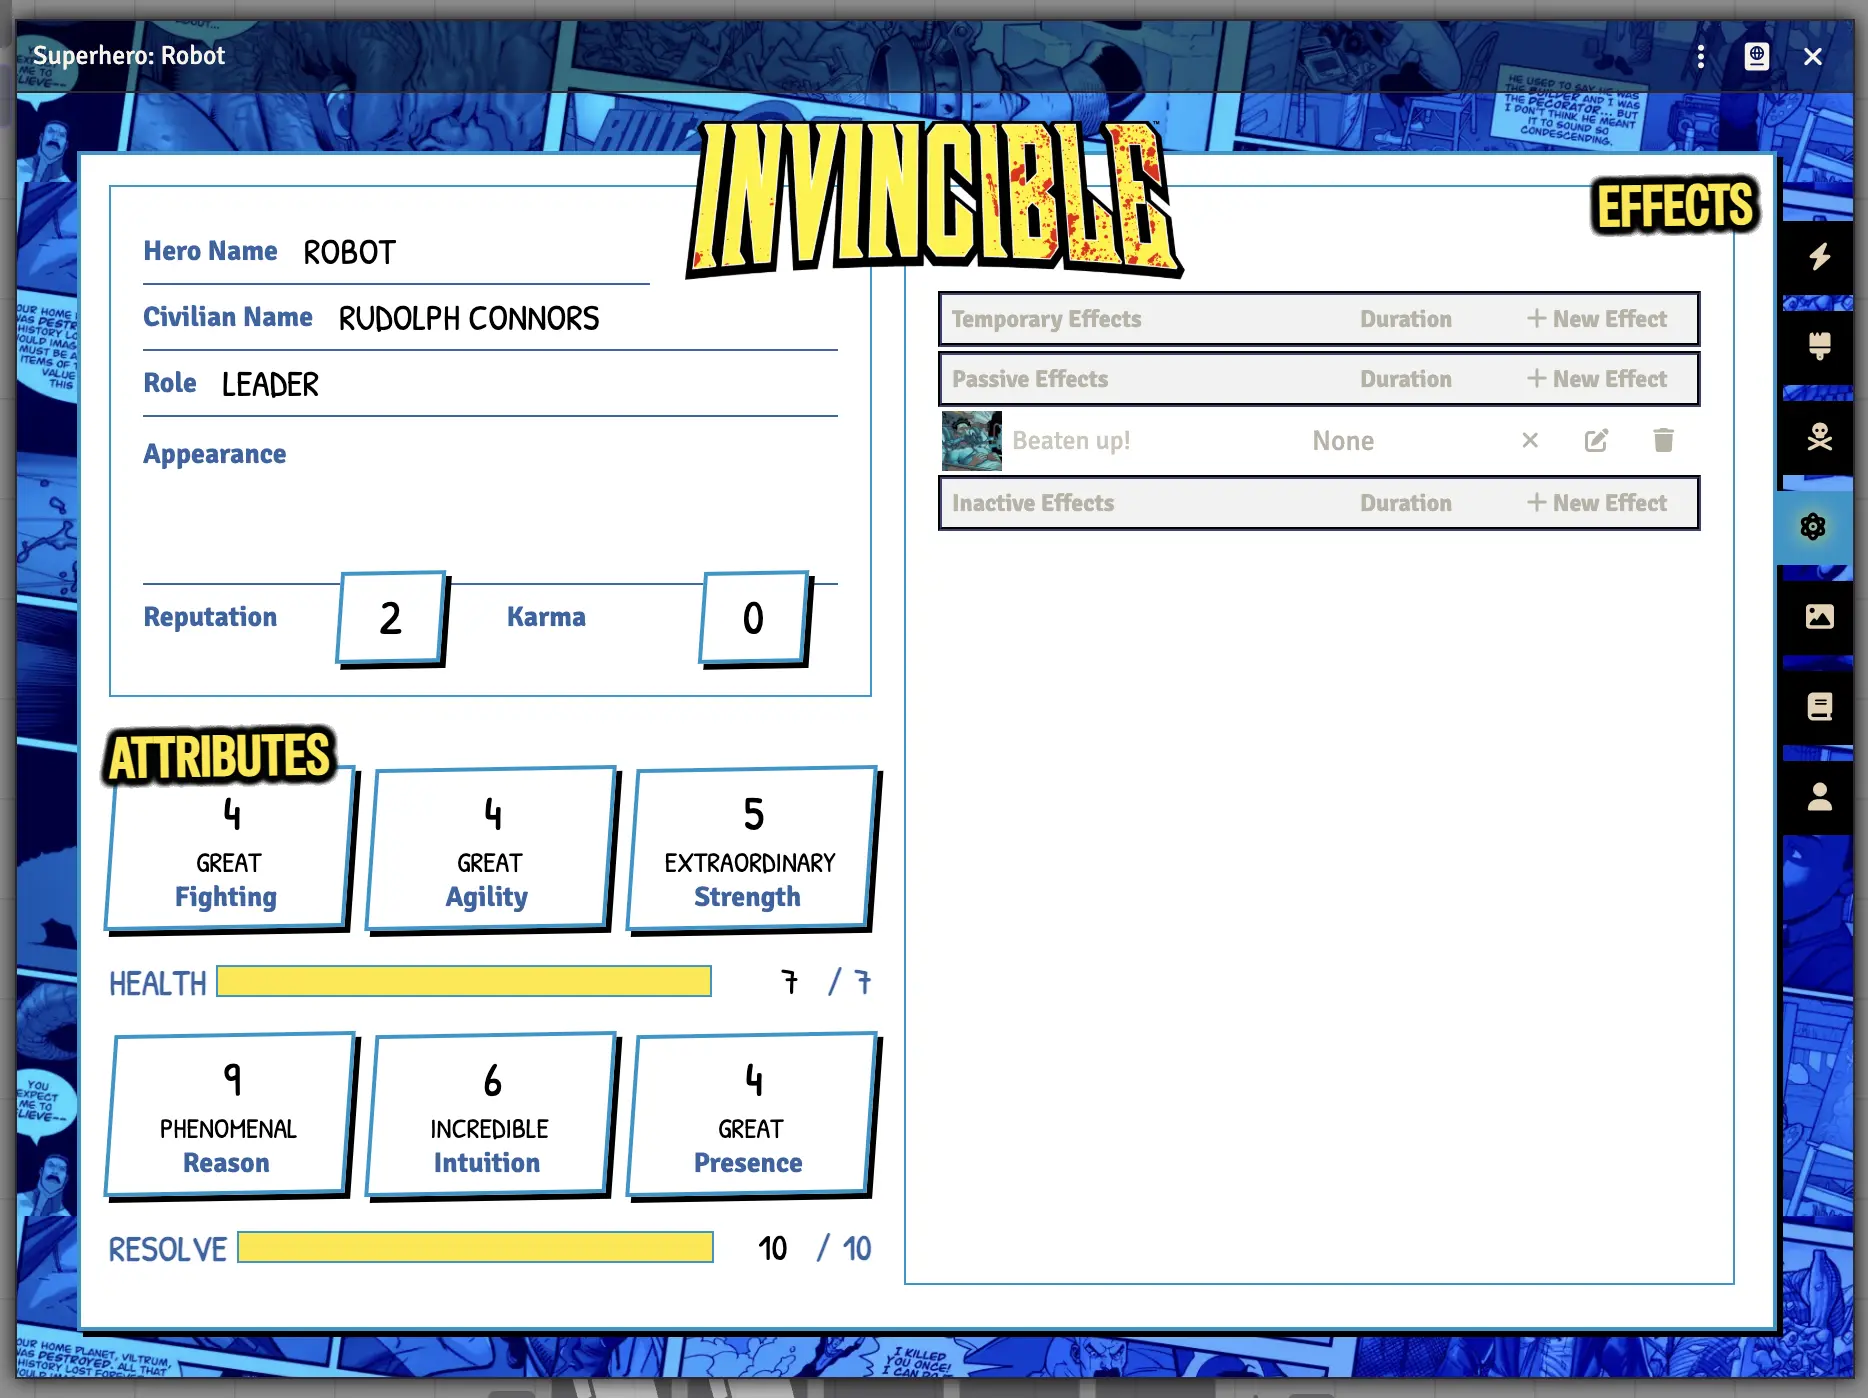 Superhero: Robot
HE USED TO SAY HE WAS
THE BUILDER AND I WAS
THE DECORATOR... BUT
I DON'T THINK HE MEANT
IT TO SOUND SO
CONDESCENDING.
INVINCIBLE
EFFECTS
Hero Name ROBOT
Civilian Name RUDOLPH CONNORS
Role LEADER
Appearance
Reputation 2 Karma 0
Temporary Effects Duration + New Effect
Passive Effects Duration + New Effect
Beaten up! None
Inactive Effects Duration + New Effect
ATTRIBUTES
4 4 5
GREAT GREAT EXTRAORDINARY
Fighting Agility Strength
HEALTH 7 / 7
9 6 4
PHENOMENAL INCREDIBLE GREAT
Reason Intuition Presence
RESOLVE 10 / 10
YOU
EXPECT
ME TO
OUR HOME PLANET, VILTRUM,
WAS DESTROYED. ALL THAT
HISTORY LOST
I KILLED
YOU ONCE!
I CAN DO IT